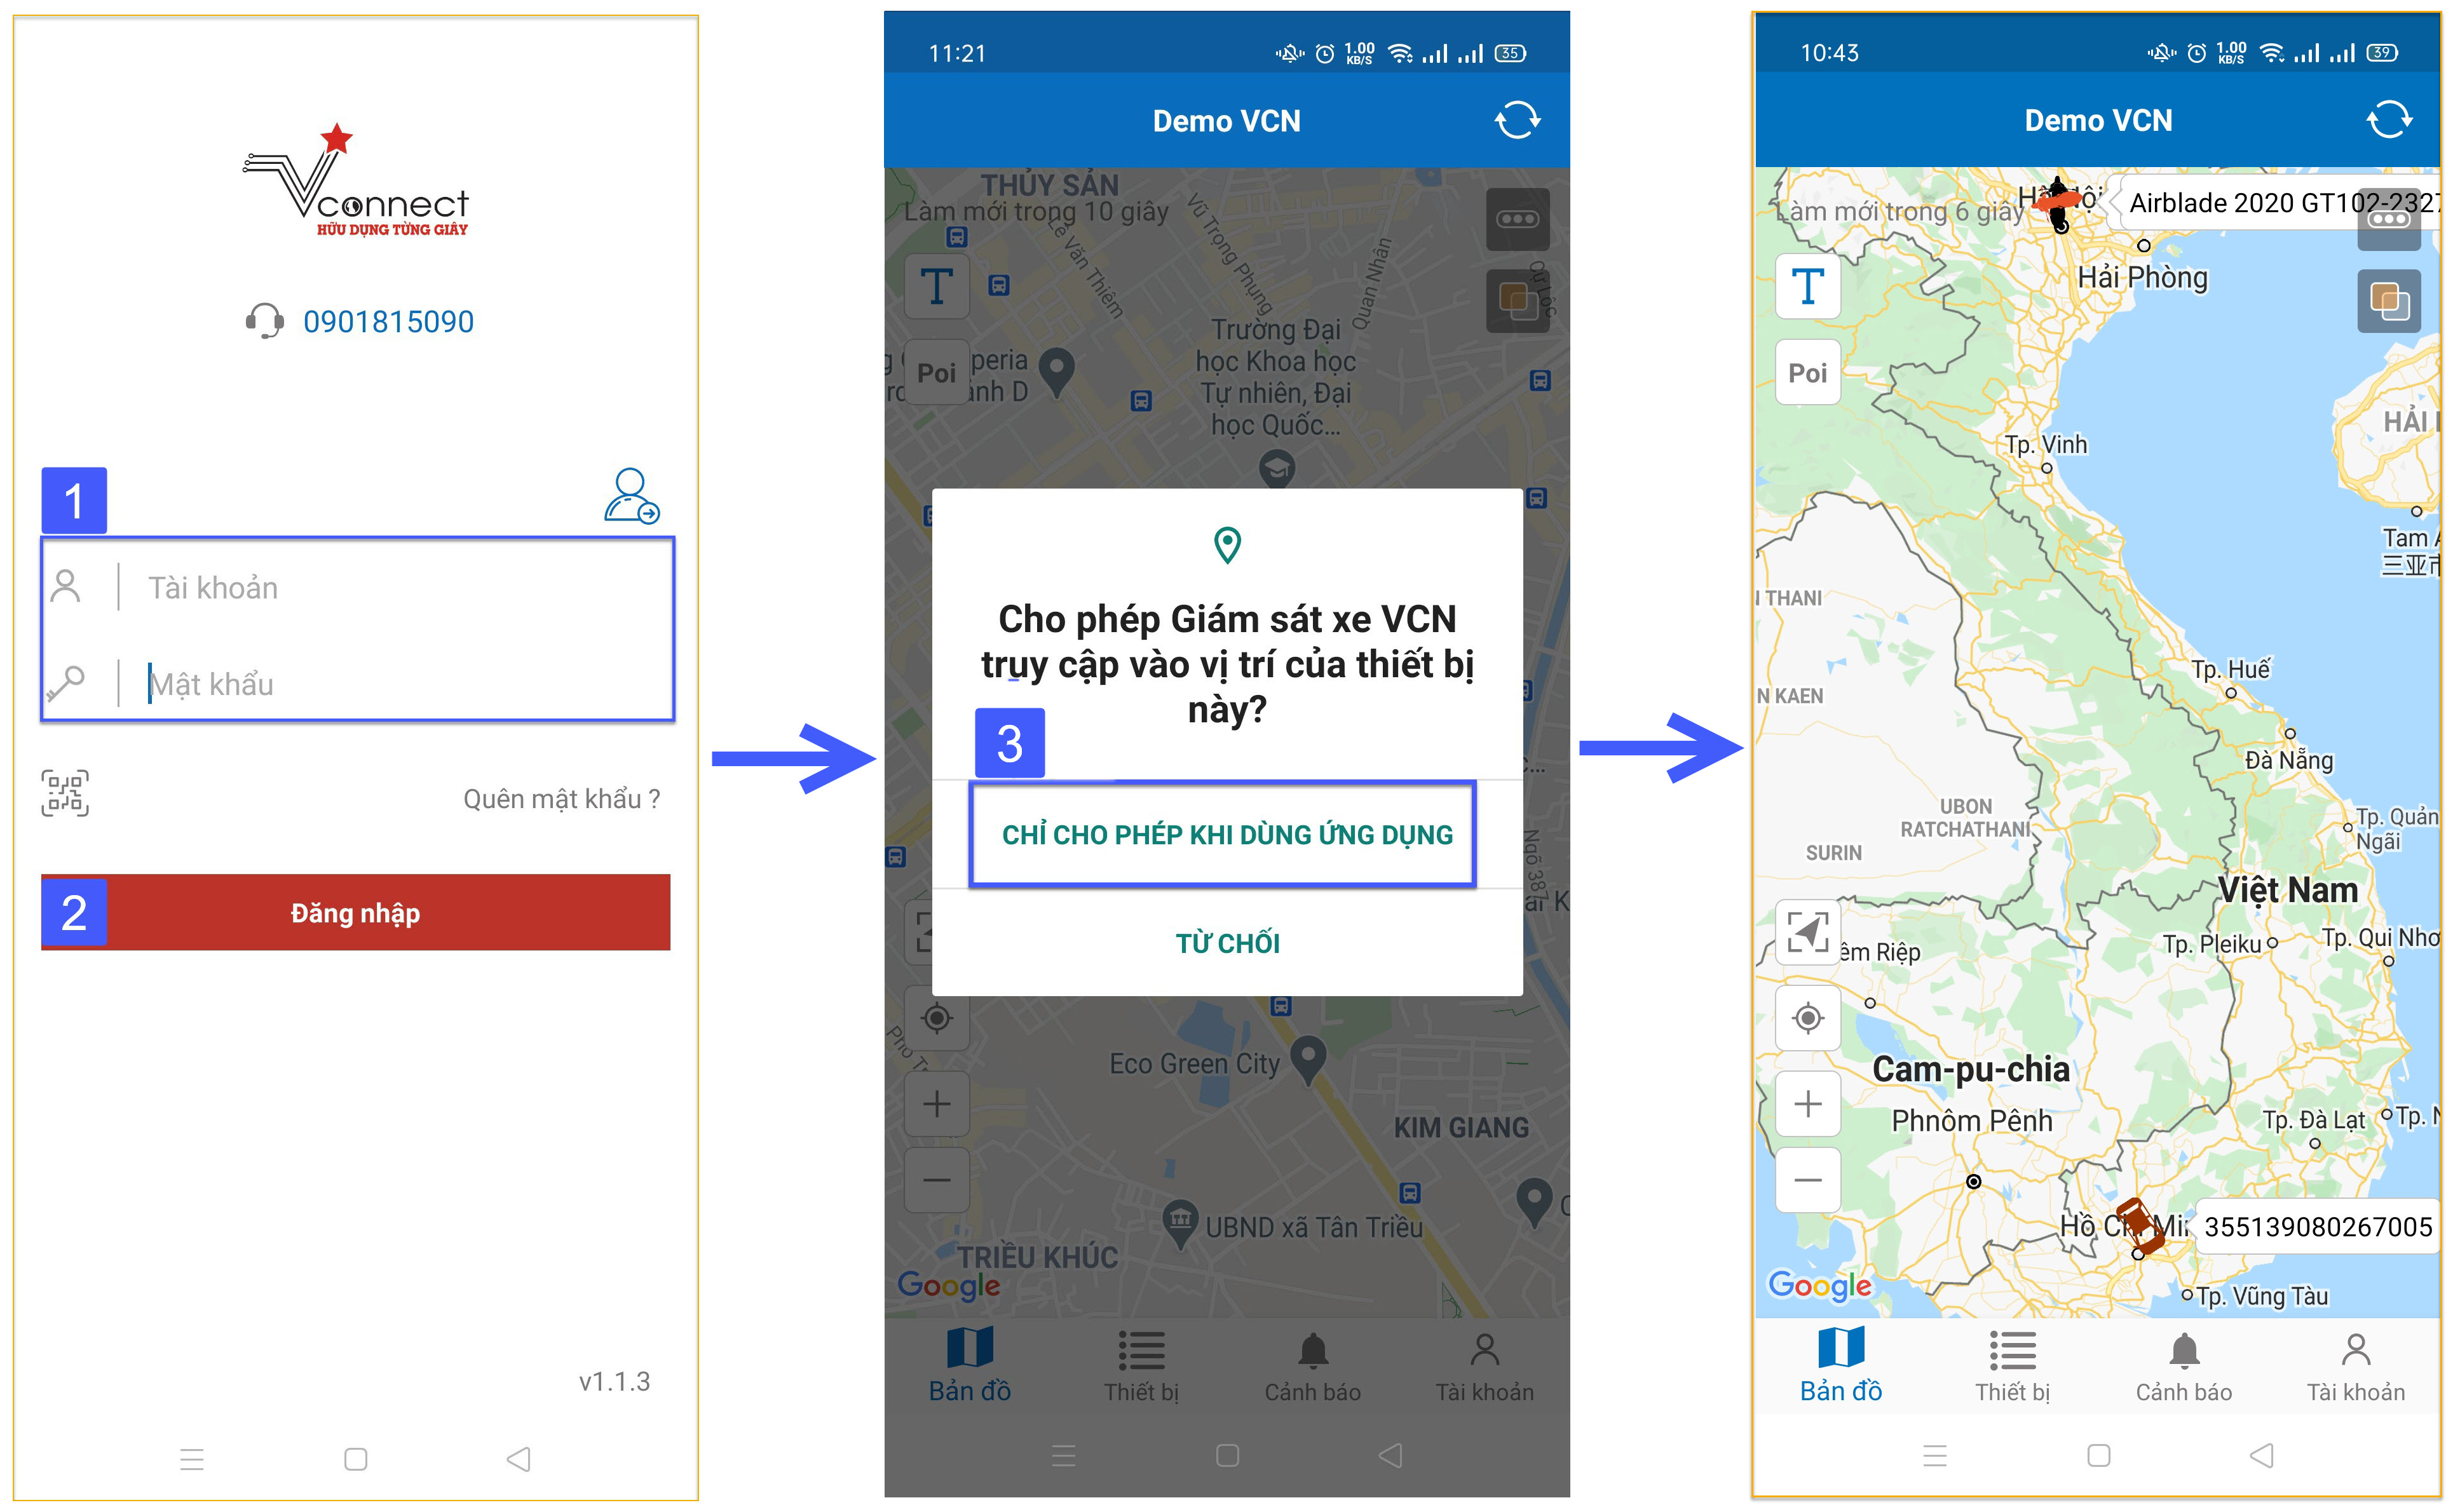 Vconnect
HỮU DỤNG TỪNG GIÂY
0901815090
1
Tài khoản
Mật khẩu
Quên mật khẩu ?
2
Đăng nhập
v1.1.3
11:21
1.00
KB/S
35
Demo VCN
THỦY SẢN
Làm mới trong 10 giây
Lê Văn Thiêm
Vũ Trọng Phụng
Quan Nhân
Cự Lộc
T
Trường Đại
học Khoa học
Tự nhiên, Đại
học Quốc...
Poi
peria
ánh D
Cho phép Giám sát xe VCN
truy cập vào vị trí của thiết bị
này?
3
CHỈ CHO PHÉP KHI DÙNG ỨNG DỤNG
TỪ CHỐI
Ngõ 387
Eco Green City
KIM GIANG
UBND xã Tân Triều
TRIỀU KHÚC
Google
Bản đồ
Thiết bị
Cảnh báo
Tài khoản
10:43
1.00
KB/S
39
Demo VCN
Airblade 2020 GT102-2327
Làm mới trong 6 giây
Hải Phòng
T
Poi
HẢI
Tp. Vinh
Tam
三亚市
THANI
N KAEN
Tp. Huế
Đà Nẵng
UBON
RATCHATHANI
Tp. Quản
Ngãi
SURIN
Việt Nam
Tp. Pleiku
Tp. Qui Nhơ
êm Riệp
Cam-pu-chia
Phnôm Pênh
Tp. Đà Lạt
Tp. N
Hồ Chí Min
355139080267005
Google
Tp. Vũng Tàu
Bản đồ
Thiết bị
Cảnh báo
Tài khoản